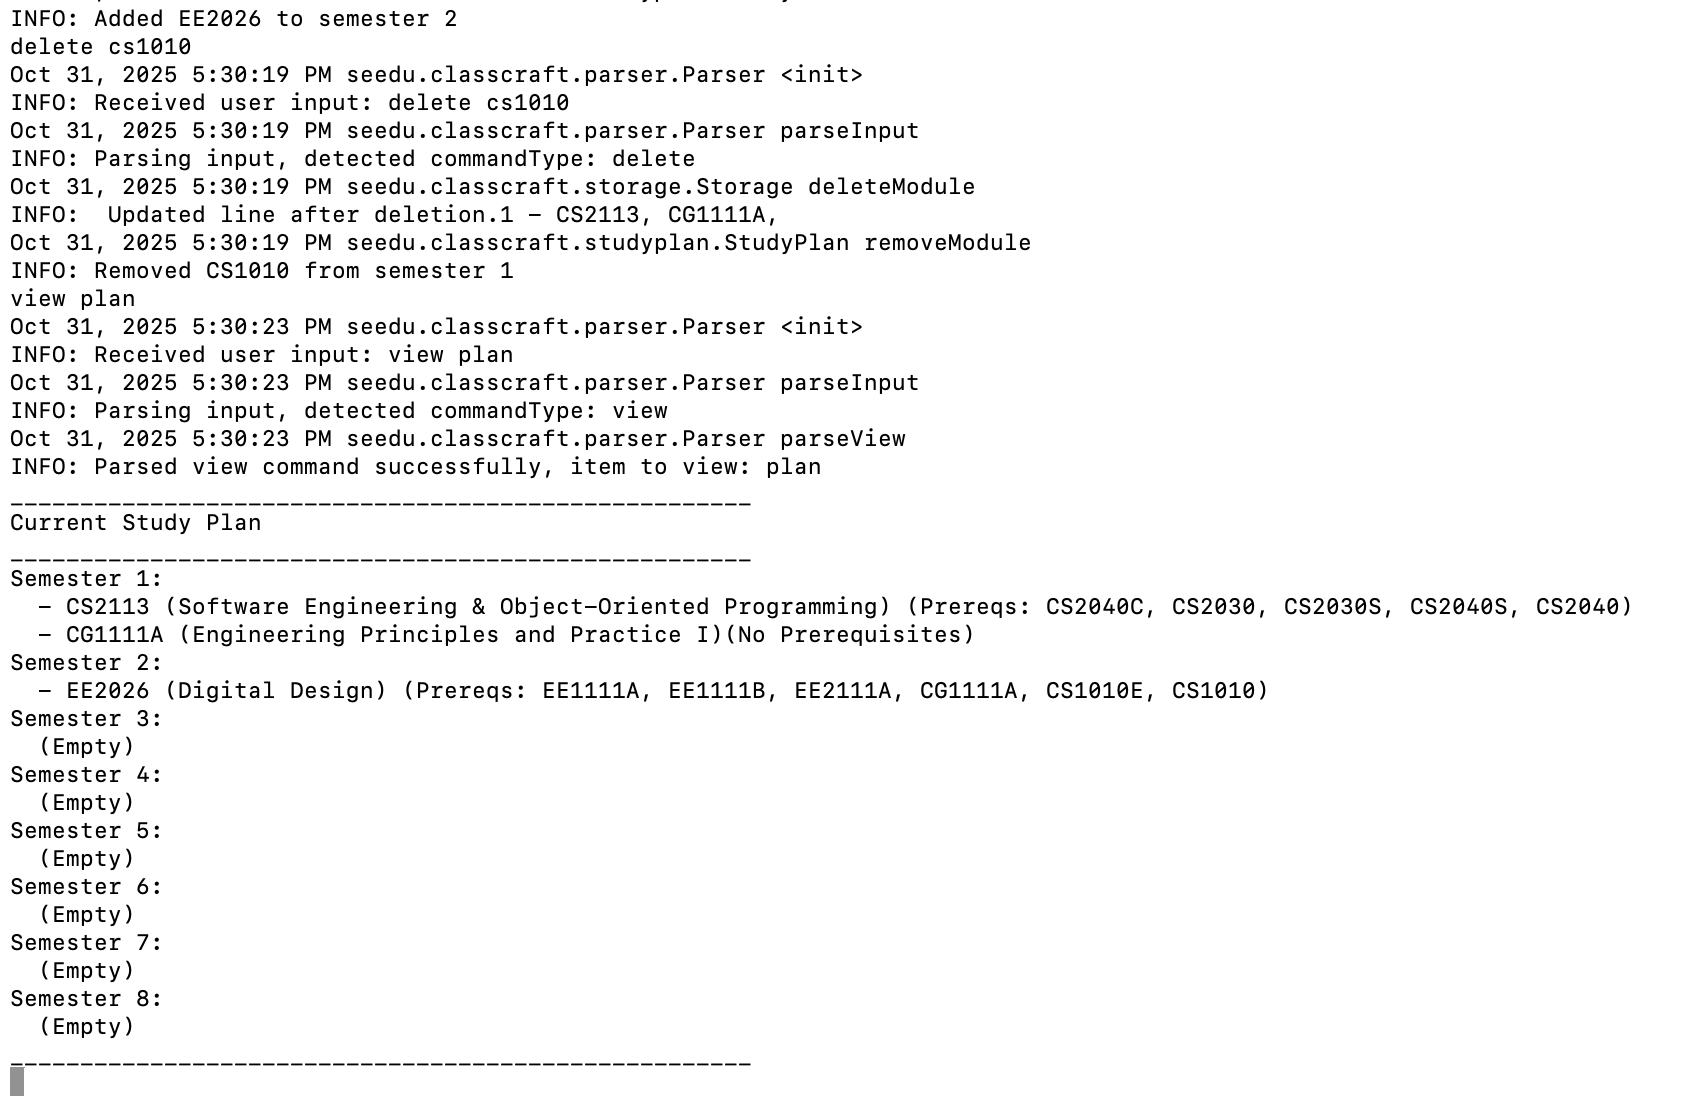 INFO: Added EE2026 to semester 2
delete cs1010
Oct 31, 2025 5:30:19 PM seedu.classcraft.parser.Parser <init>
INFO: Received user input: delete cs1010
Oct 31, 2025 5:30:19 PM seedu.classcraft.parser.Parser parseInput
INFO: Parsing input, detected commandType: delete
Oct 31, 2025 5:30:19 PM seedu.classcraft.storage.Storage deleteModule
INFO:  Updated line after deletion.1 – CS2113, CG1111A,
Oct 31, 2025 5:30:19 PM seedu.classcraft.studyplan.StudyPlan removeModule
INFO: Removed CS1010 from semester 1
view plan
Oct 31, 2025 5:30:23 PM seedu.classcraft.parser.Parser <init>
INFO: Received user input: view plan
Oct 31, 2025 5:30:23 PM seedu.classcraft.parser.Parser parseInput
INFO: Parsing input, detected commandType: view
Oct 31, 2025 5:30:23 PM seedu.classcraft.parser.Parser parseView
INFO: Parsed view command successfully, item to view: plan
_____________________________________________________
Current Study Plan
_____________________________________________________
Semester 1:
  - CS2113 (Software Engineering & Object-Oriented Programming) (Prereqs: CS2040C, CS2030, CS2030S, CS2040S, CS2040)
  - CG1111A (Engineering Principles and Practice I)(No Prerequisites)
Semester 2:
  - EE2026 (Digital Design) (Prereqs: EE1111A, EE1111B, EE2111A, CG1111A, CS1010E, CS1010)
Semester 3:
  (Empty)
Semester 4:
  (Empty)
Semester 5:
  (Empty)
Semester 6:
  (Empty)
Semester 7:
  (Empty)
Semester 8:
  (Empty)
_____________________________________________________